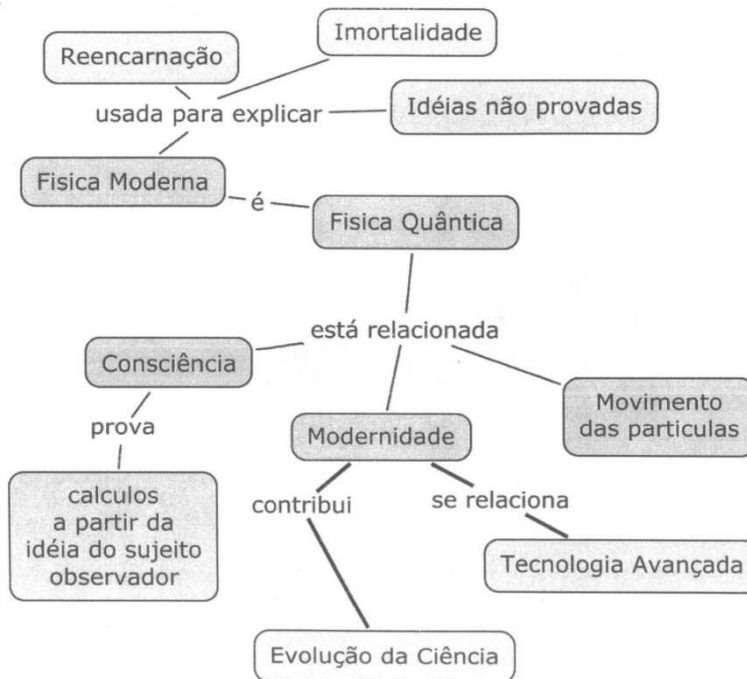 Imortalidade
Reencarnação
usada para explicar
Idéias não provadas
Fisica Moderna
é
Fisica Quântica
está relacionada
Consciência
Movimento
das particulas
prova
Modernidade
calculos
a partir da
idéia do sujeito
observador
contribui
se relaciona
Tecnologia Avançada
Evolução da Ciência